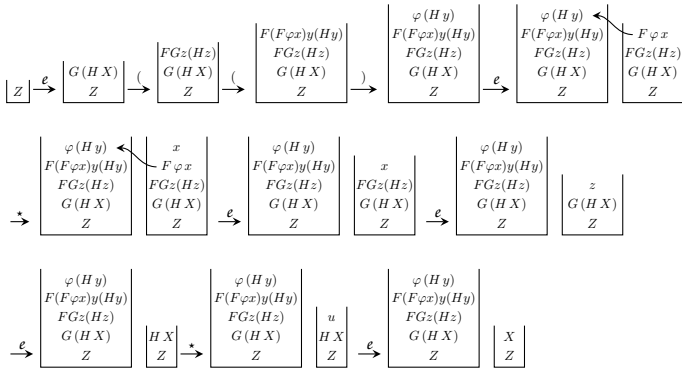 φ (H y) φ (H y) φ (H y)
F(Fφx)y(Hy) F(Fφx)y(Hy) F(Fφx)y(Hy) F φ x
FGz(Hz) FGz(Hz) FGz(Hz) FGz(Hz) FGz(Hz)
G (H X) G (H X) G (H X) G (H X) G (H X) G (H X)
Z e Z ( Z ( Z ) Z e Z Z
φ (H y) x φ (H y) φ (H y)
F(Fφx)y(Hy) F φ x F(Fφx)y(Hy) x F(Fφx)y(Hy)
FGz(Hz) FGz(Hz) FGz(Hz) FGz(Hz) FGz(Hz) z
G (H X) G (H X) G (H X) G (H X) G (H X) G (H X)
⋆ Z Z e Z Z e Z Z
φ (H y) φ (H y) φ (H y)
F(Fφx)y(Hy) F(Fφx)y(Hy) F(Fφx)y(Hy)
FGz(Hz) FGz(Hz) u FGz(Hz)
G (H X) H X G (H X) H X G (H X) X
e Z Z ⋆ Z Z e Z Z